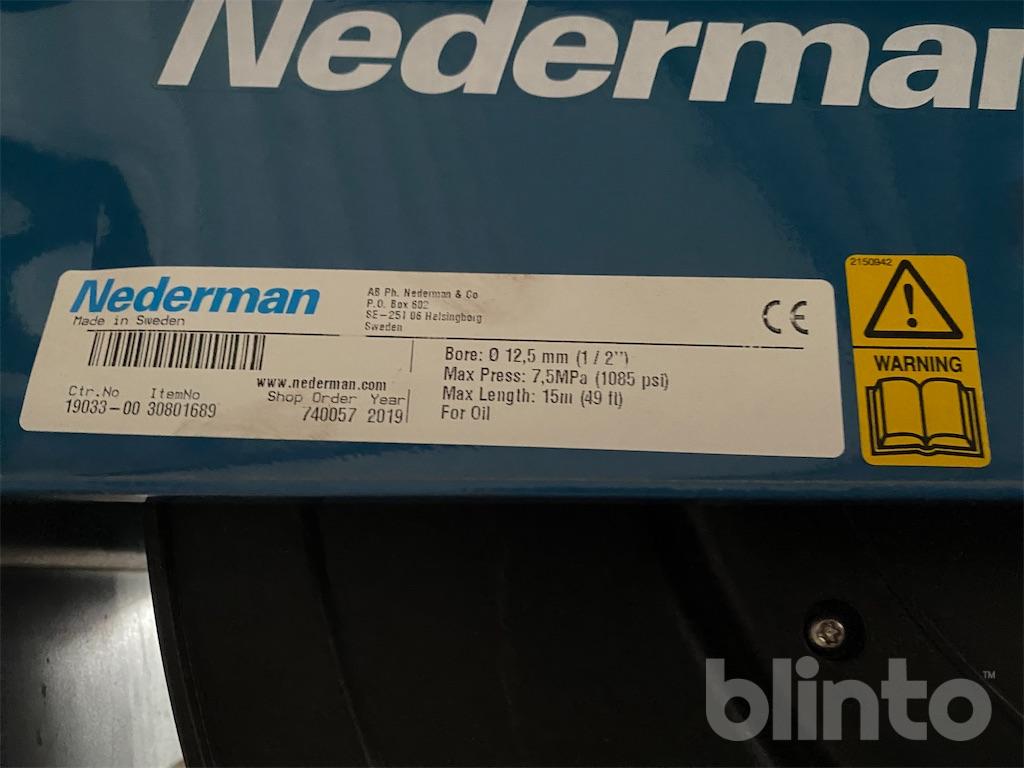 Nederman
Nederman
Made in Sweden
AB Ph. Nederman & Co
P.O. Box 602
SE-251 06 Helsingborg
Sweden
CE
Ctr.No ItemNo
19033-00 30801689
www.nederman.com
Shop Order Year
740057 2019
Bore: Ø 12,5 mm (1/2")
Max Press: 7,5MPa (1085 psi)
Max Length: 15m (49 ft)
For Oil
2150942
WARNING
blinto™